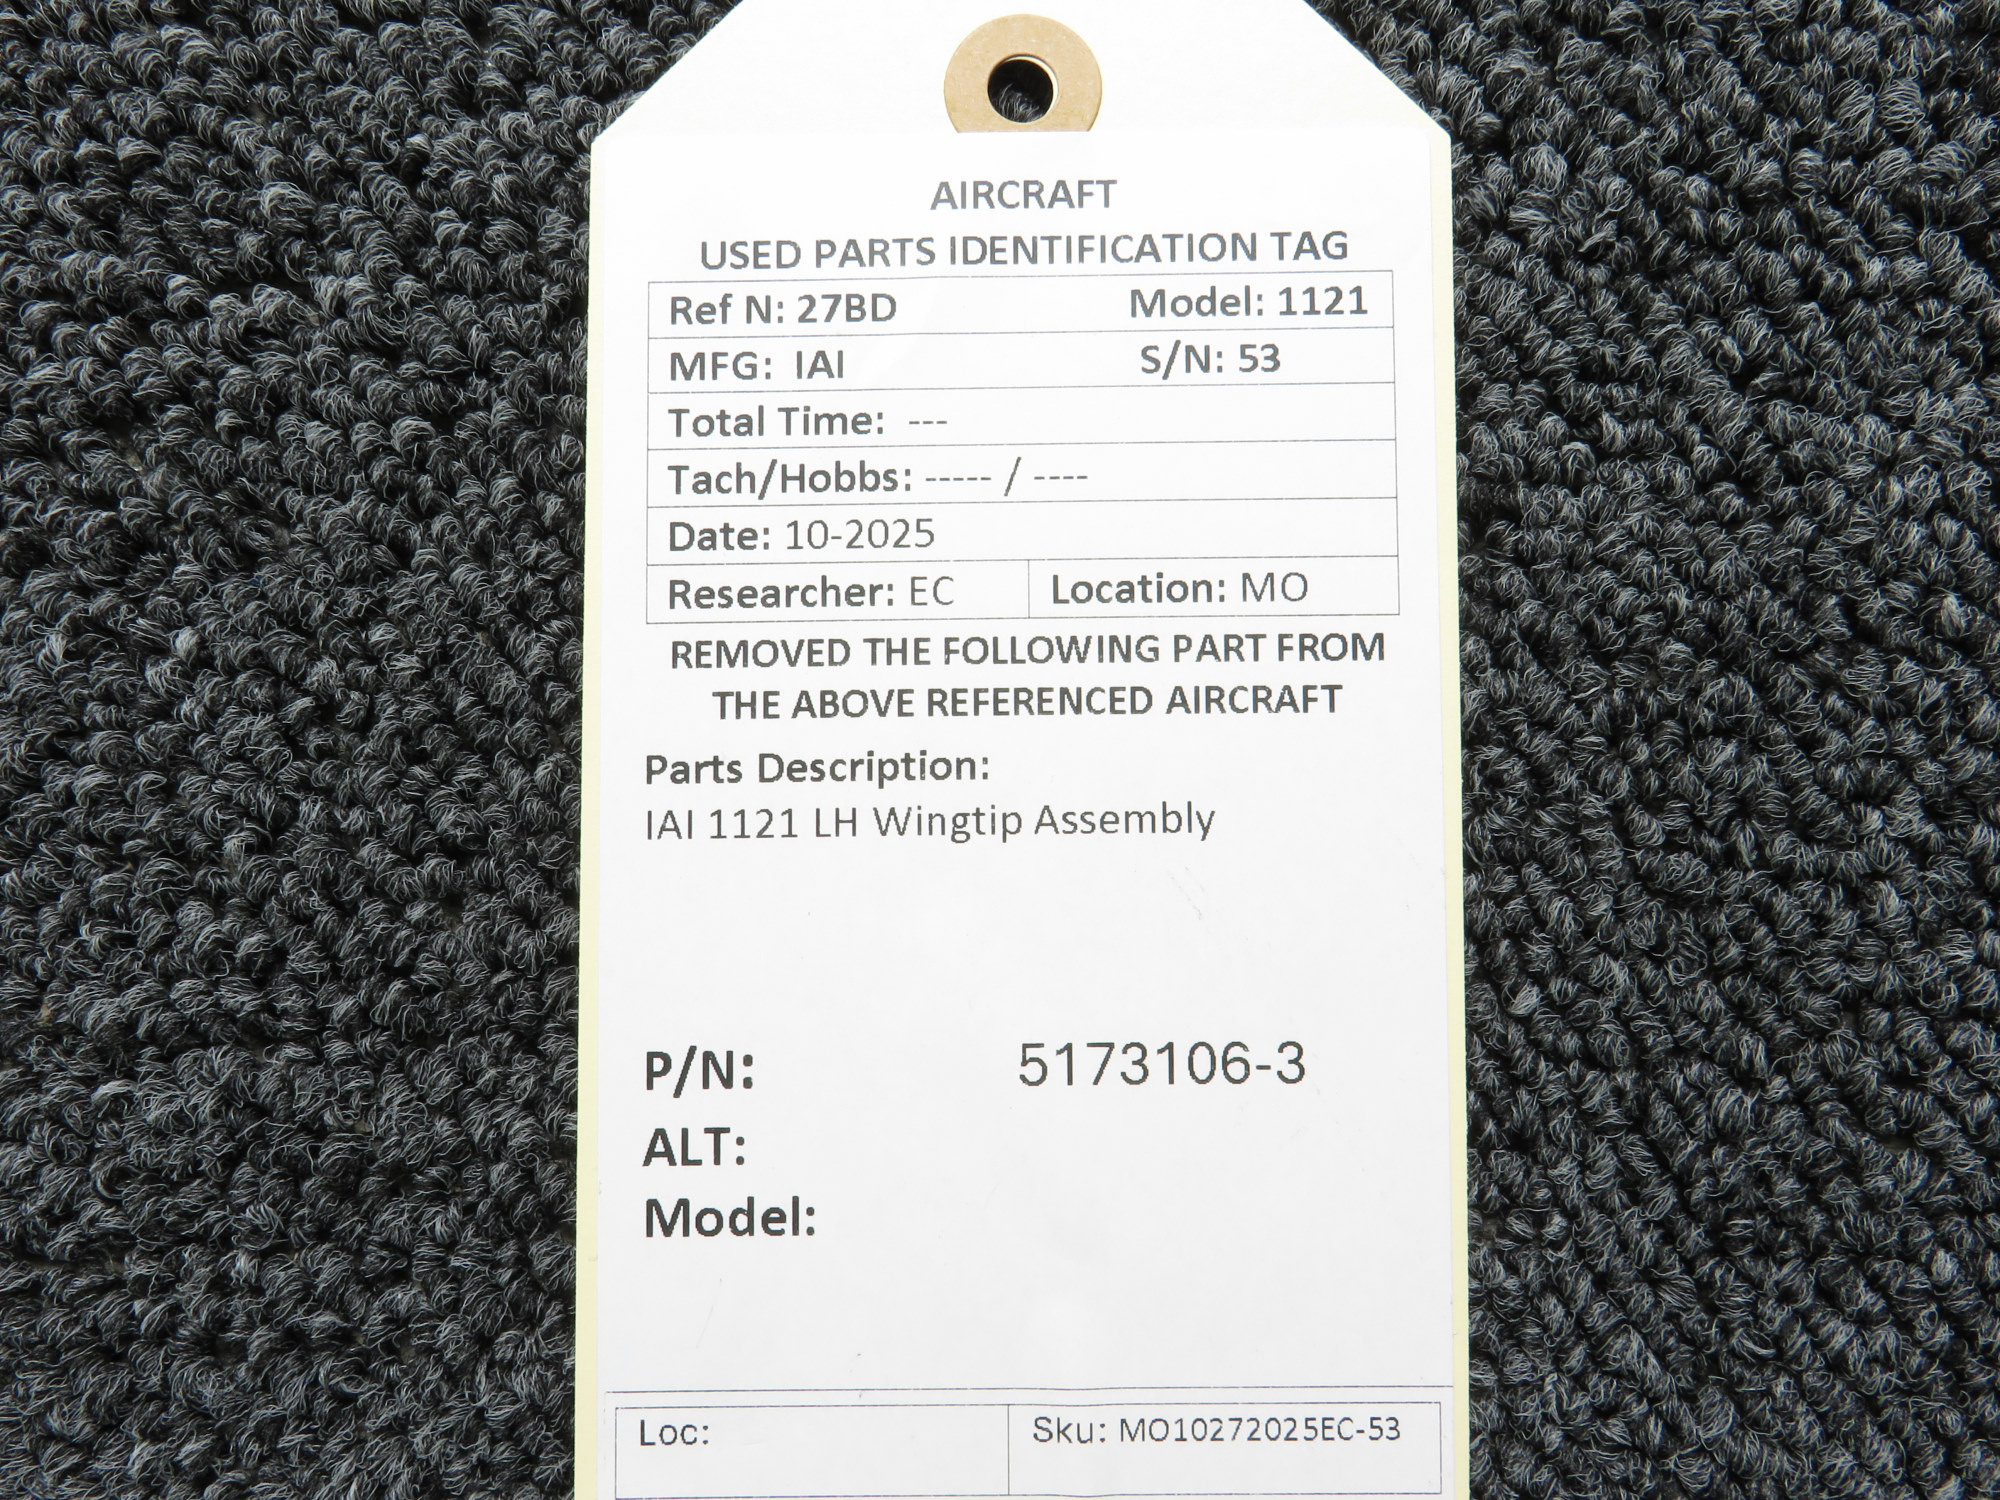 AIRCRAFT
USED PARTS IDENTIFICATION TAG
Ref N: 27BD Model: 1121
MFG: IAI S/N: 53
Total Time: ---
Tach/Hobbs: ----- / ----
Date: 10-2025
Researcher: EC Location: MO
REMOVED THE FOLLOWING PART FROM
THE ABOVE REFERENCED AIRCRAFT
Parts Description:
IAI 1121 LH Wingtip Assembly
P/N: 5173106-3
ALT:
Model:
Loc: Sku: MO10272025EC-53